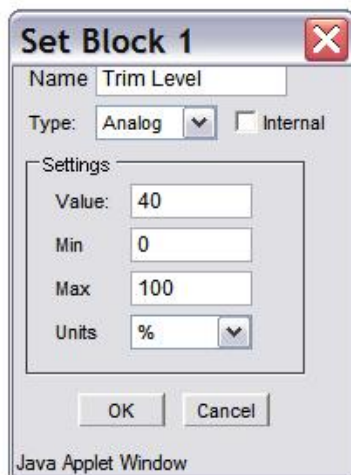 Set Block 1
Name Trim Level
Type: Analog Internal
Settings
Value: 40
Min 0
Max 100
Units %
OK Cancel
Java Applet Window